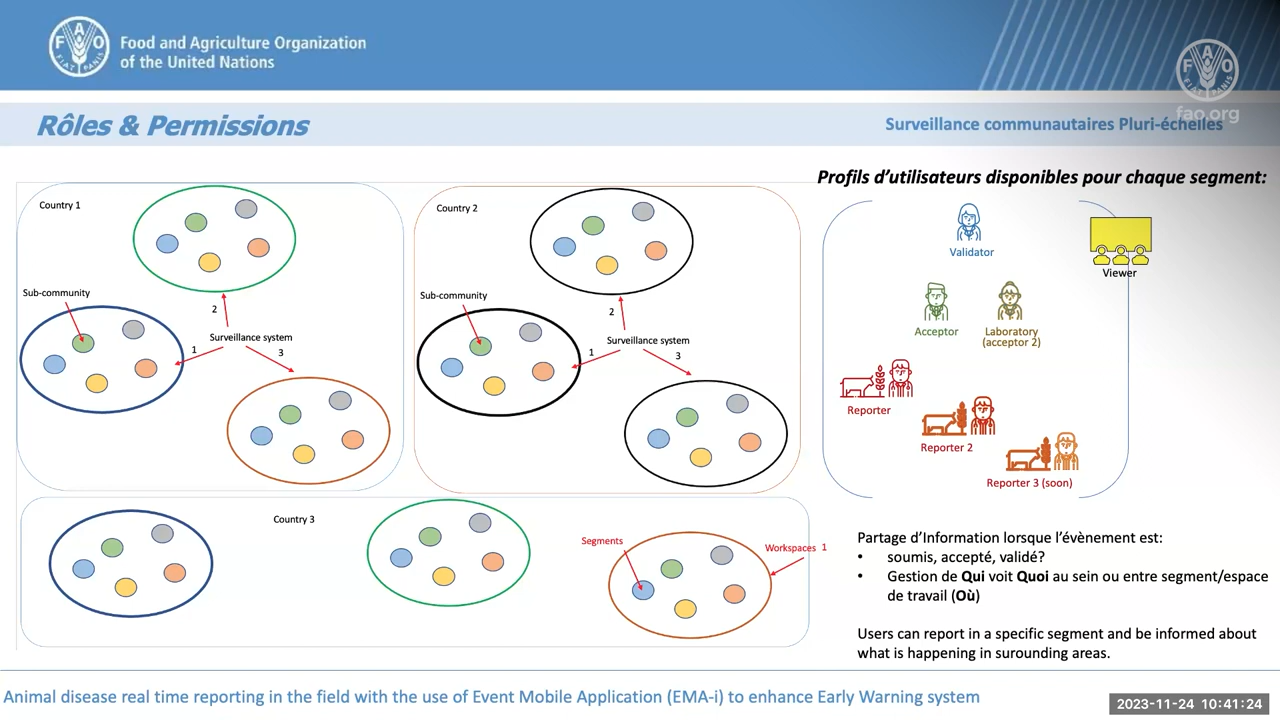 Food and Agriculture Organization
of the United Nations
FAO
FIAT PANIS
fao.org
Rôles & Permissions
Surveillance communautaires Pluri-échelles
Profils d'utilisateurs disponibles pour chaque segment:
Country 1
Sub-community
2
Surveillance system
1
3
Country 2
Sub-community
2
Surveillance system
1
3
Country 3
Segments
Workspaces 1
Validator
Viewer
Acceptor
Laboratory
(acceptor 2)
Reporter
Reporter 2
Reporter 3 (soon)
Partage d'Information lorsque l'évènement est:
• soumis, accepté, validé?
• Gestion de Qui voit Quoi au sein ou entre segment/espace
de travail (Où)
Users can report in a specific segment and be informed about
what is happening in surounding areas.
Animal disease real time reporting in the field with the use of Event Mobile Application (EMA-i) to enhance Early Warning system
2023-11-24 10:41:24